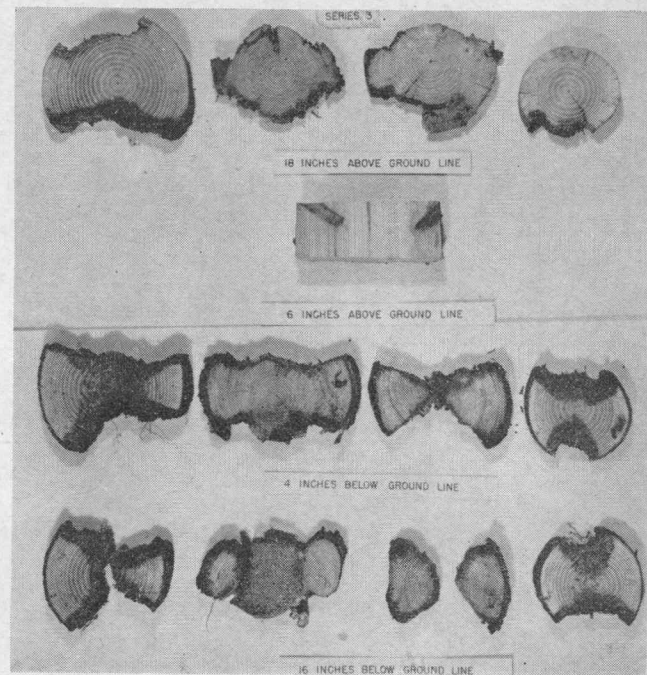 SERIES 3
18 INCHES ABOVE GROUND LINE
6 INCHES ABOVE GROUND LINE
4 INCHES BELOW GROUND LINE
16 INCHES BELOW GROUND LINE